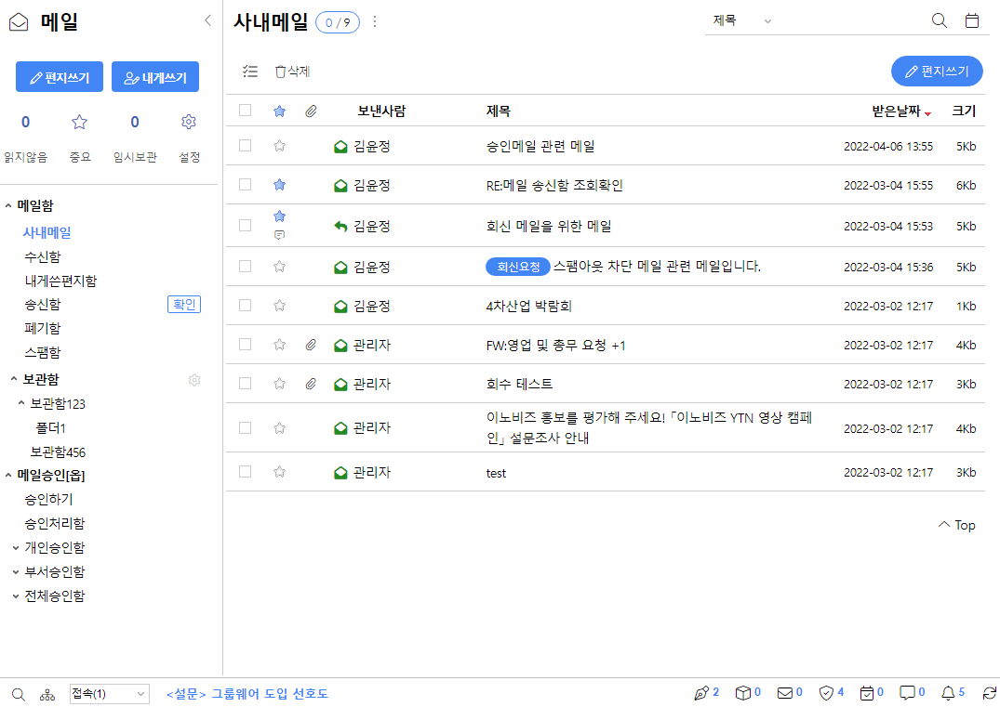 메일
사내메일 0 / 9
제목
편지쓰기 내게쓰기
삭제
편지쓰기
0 0
읽지않음 중요 임시보관 설정
메일함
사내메일
수신함
내게쓴편지함
송신함 확인
폐기함
스팸함
보관함
보관함123
폴더1
보관함456
메일승인[옵]
승인하기
승인처리함
개인승인함
부서승인함
전체승인함
보낸사람 제목 받은날짜 크기
김윤정 승인메일 관련 메일 2022-04-06 13:55 5Kb
김윤정 RE:메일 송신함 조회확인 2022-03-04 15:55 6Kb
김윤정 회신 메일을 위한 메일 2022-03-04 15:53 5Kb
김윤정 회신요청 스팸아웃 차단 메일 관련 메일입니다. 2022-03-04 15:36 5Kb
김윤정 4차산업 박람회 2022-03-02 12:17 1Kb
관리자 FW:영업 및 총무 요청 +1 2022-03-02 12:17 4Kb
관리자 회수 테스트 2022-03-02 12:17 3Kb
관리자 이노비즈 홍보를 평가해 주세요! 「이노비즈 YTN 영상 캠페
인」 설문조사 안내 2022-03-02 12:17 4Kb
관리자 test 2022-03-02 12:17 3Kb
Top
접속(1) <설문> 그룹웨어 도입 선호도 2 0 0 4 0 0 5